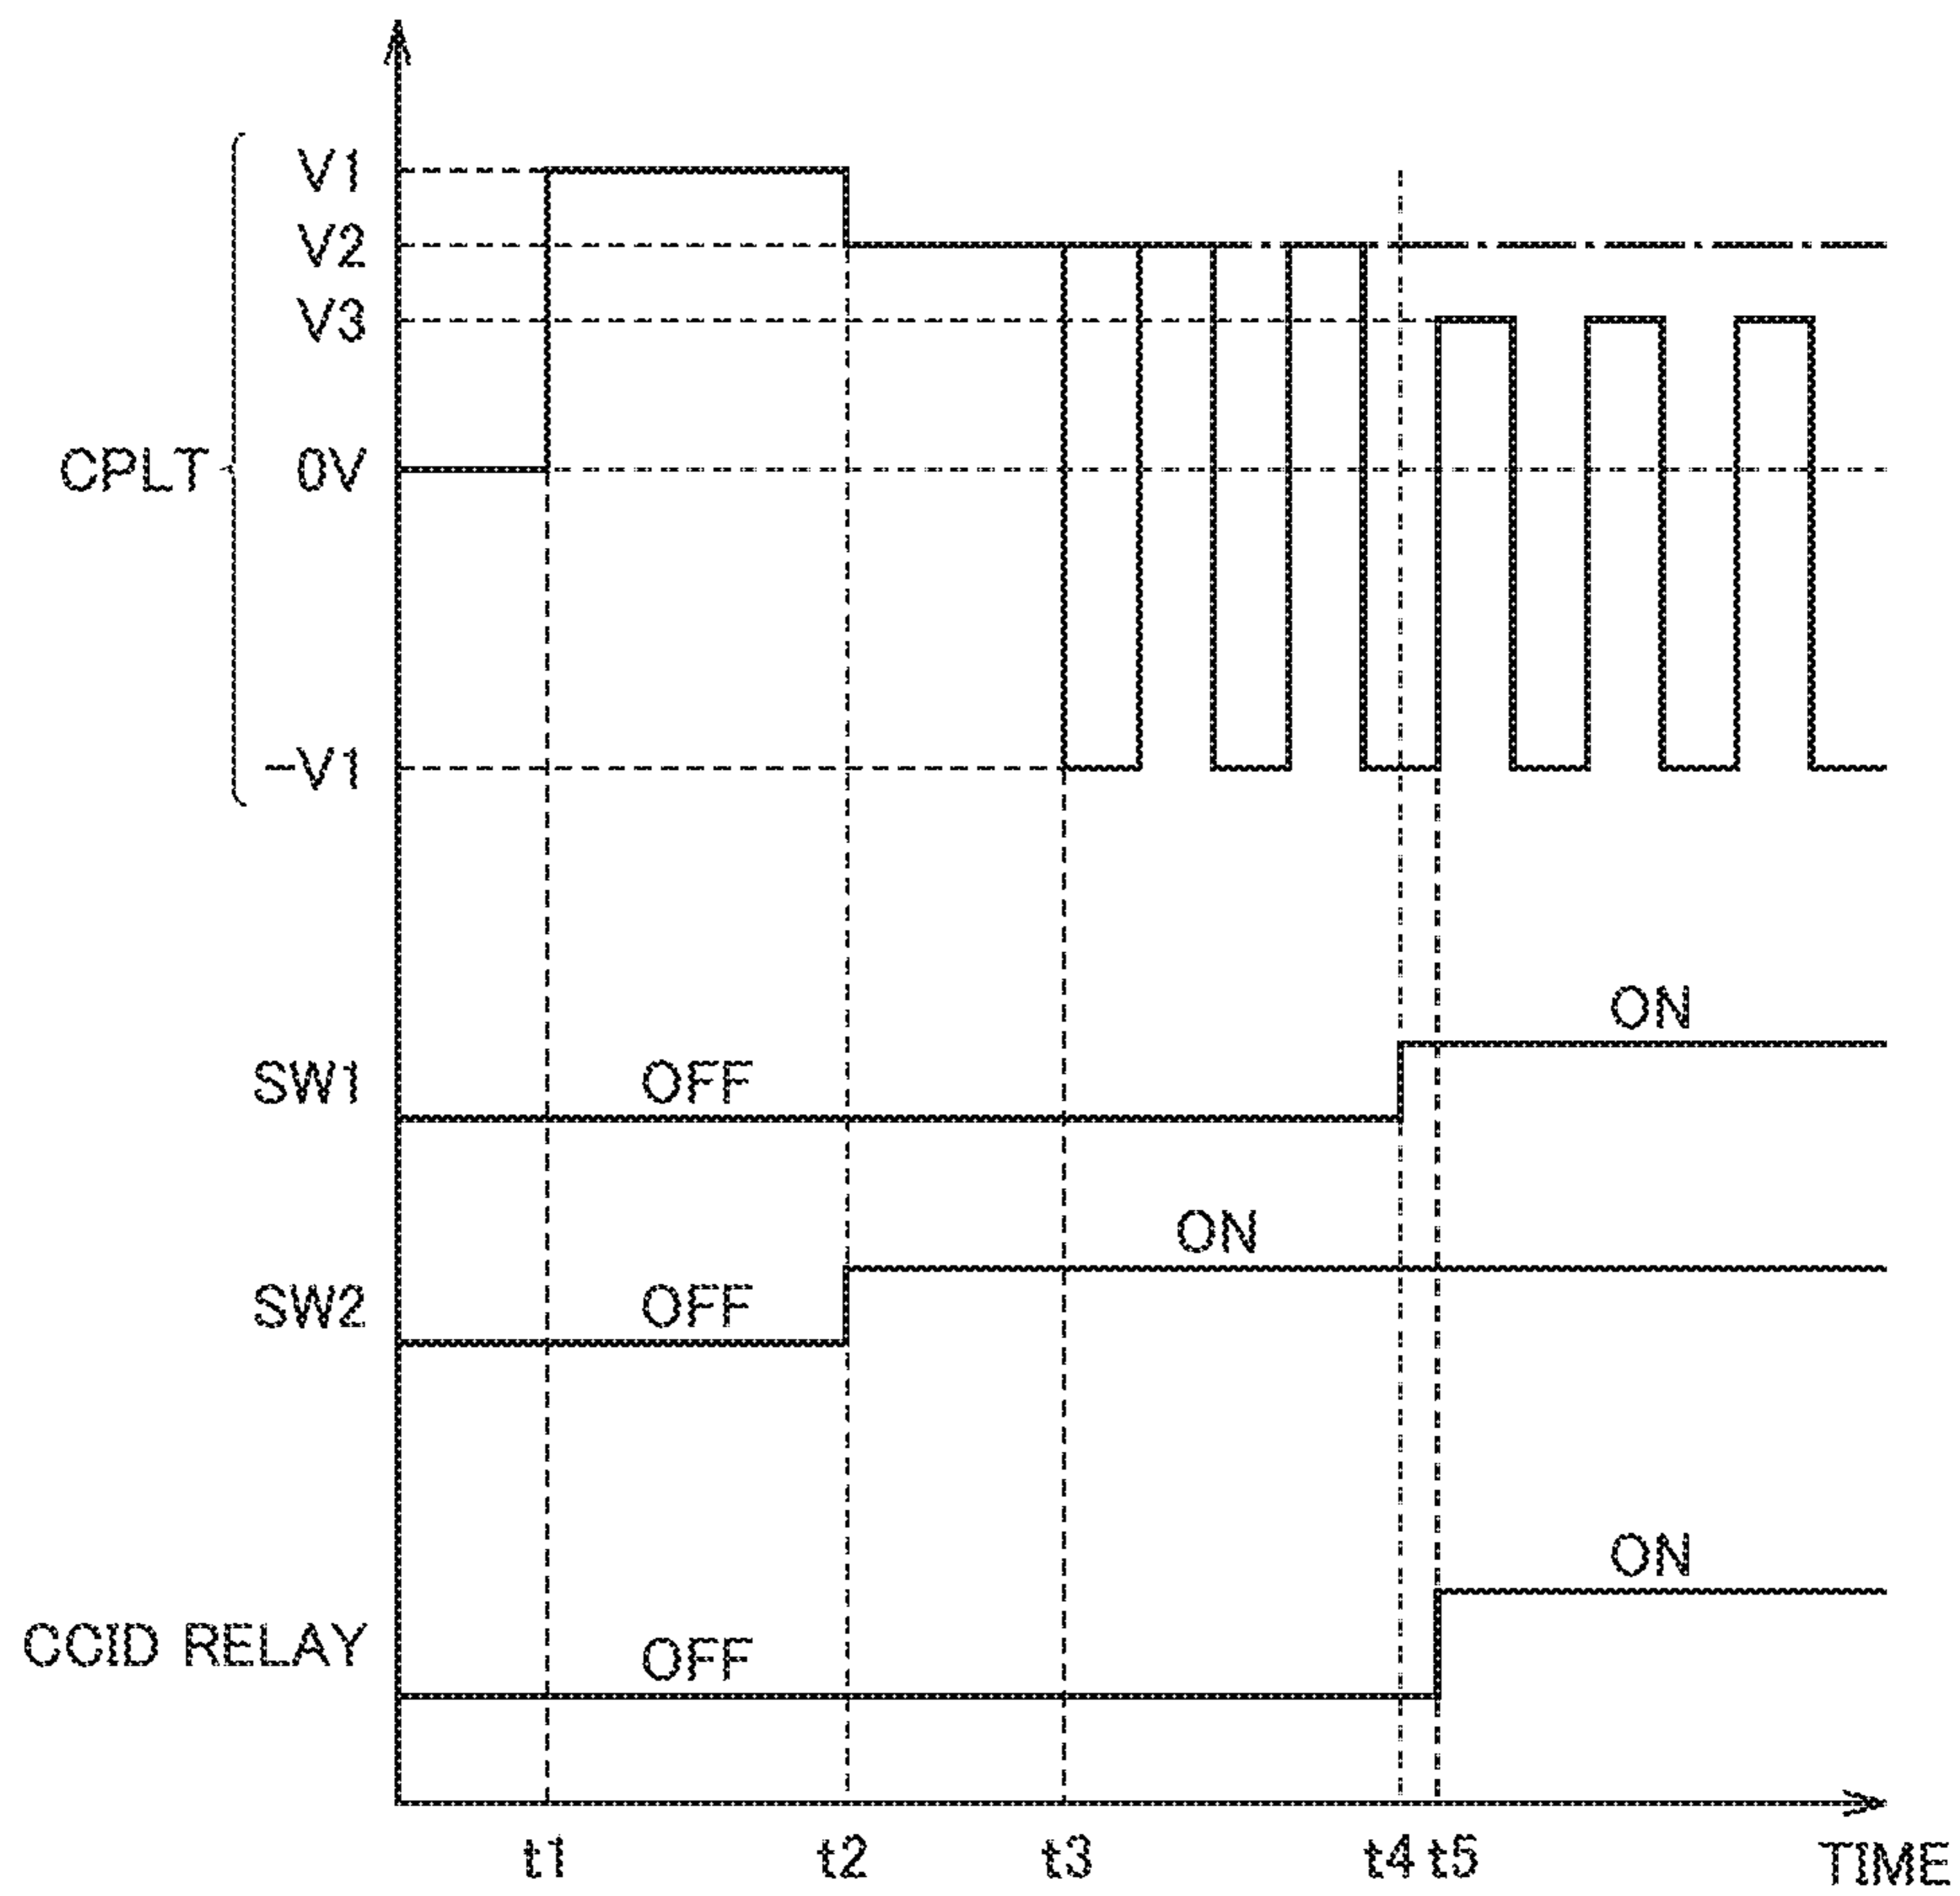 V1
V2
V3
CPLT 0V
-V1
ON
SW1 OFF
ON
SW2 OFF
ON
CCID RELAY OFF
t1 t2 t3 t4 t5 TIME